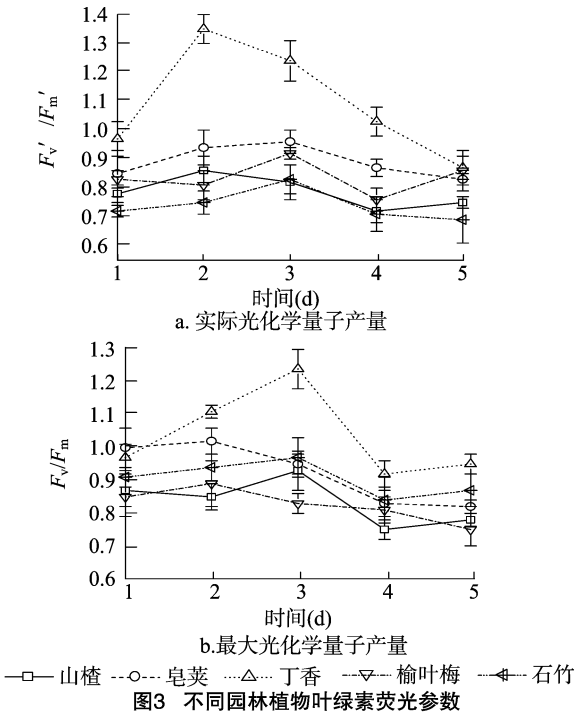 1.4
1.3
1.2
1.1
1.0
0.9
0.8
0.7
0.6
Fv′/Fm′
1 2 3 4 5
时间(d)
a. 实际光化学量子产量
1.3
1.2
1.1
1.0
0.9
0.8
0.7
0.6
Fv/Fm
1 2 3 4 5
时间(d)
b.最大光化学量子产量
山楂 皂荚 丁香 榆叶梅 石竹
图3 不同园林植物叶绿素荧光参数